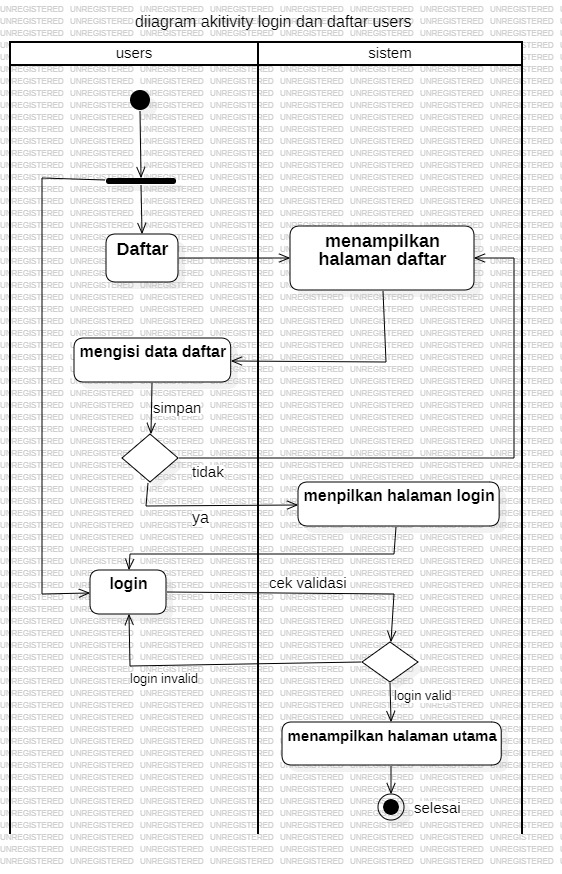 diiagram akitivity login dan daftar users
users
sistem
Daftar
menampilkan
halaman daftar
mengisi data daftar
simpan
tidak
menpilkan halaman login
ya
login
cek validasi
login invalid
login valid
menampilkan halaman utama
selesai
UNREGISTERED